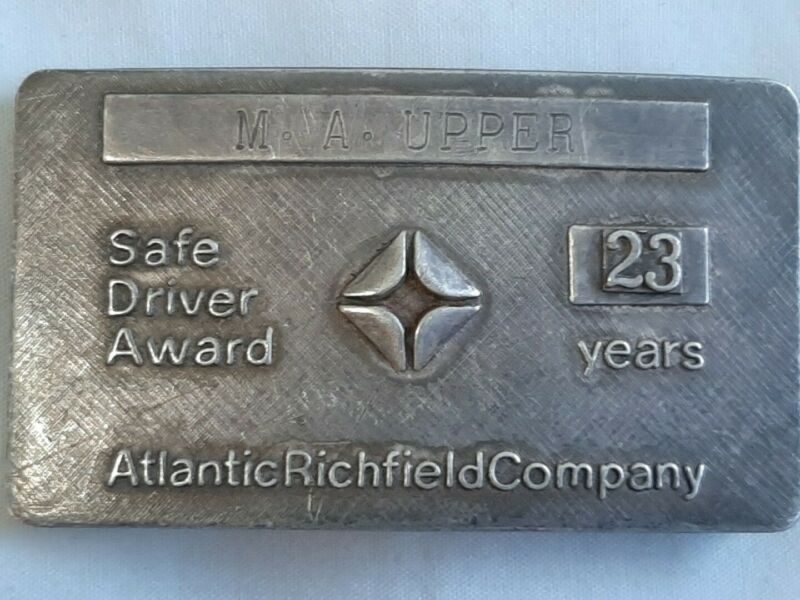 M. A. UPPER
Safe
Driver
Award
23
years
AtlanticRichfieldCompany